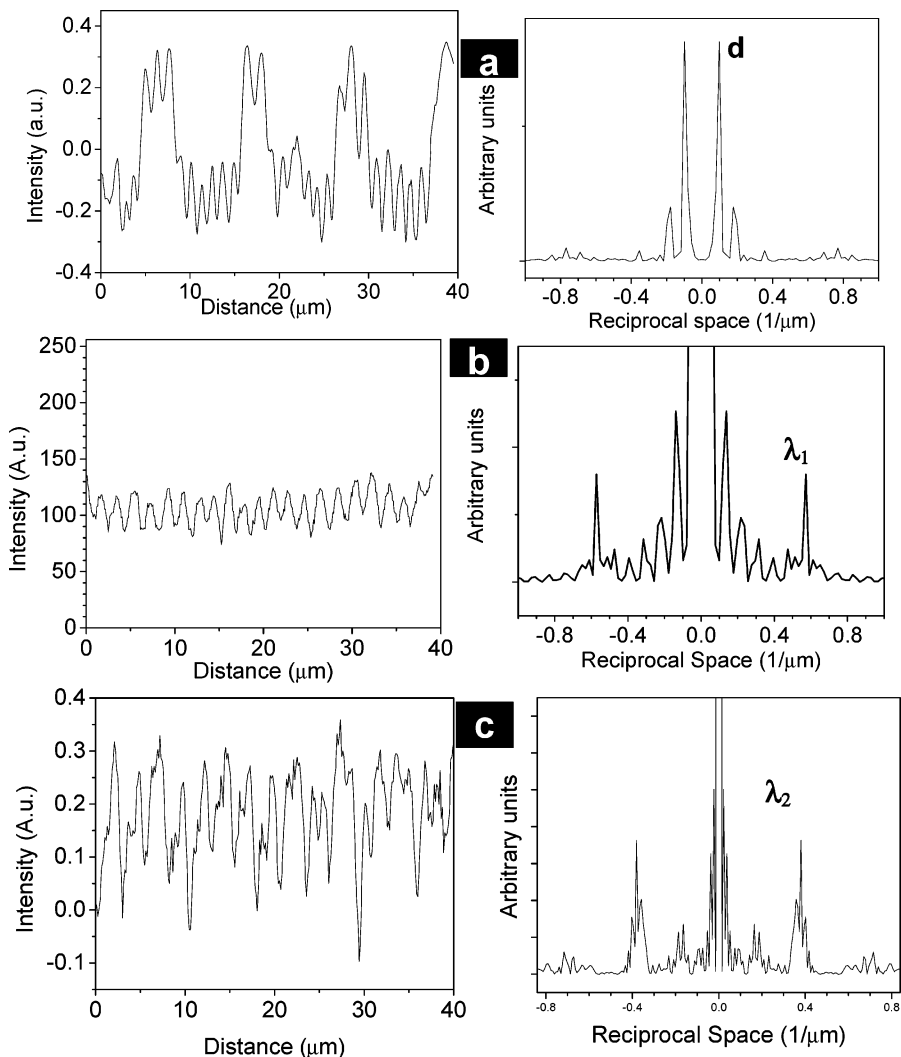 0.4
0.2
0.0
-0.2
-0.4
Intensity (a.u.)
0 10 20 30 40
Distance (μm)
a
d
Arbitrary units
-0.8 -0.4 0.0 0.4 0.8
Reciprocal space (1/μm)
250
200
150
100
50
0
Intensity (A.u.)
0 10 20 30 40
Distance (μm)
b
λ1
Arbitrary units
-0.8 -0.4 0.0 0.4 0.8
Reciprocal Space (1/μm)
0.4
0.3
0.2
0.1
0.0
-0.1
Intensity (A.u.)
0 10 20 30 40
Distance (μm)
c
λ2
Arbitrary units
-0.8 -0.4 0.0 0.4 0.8
Reciprocal Space (1/μm)